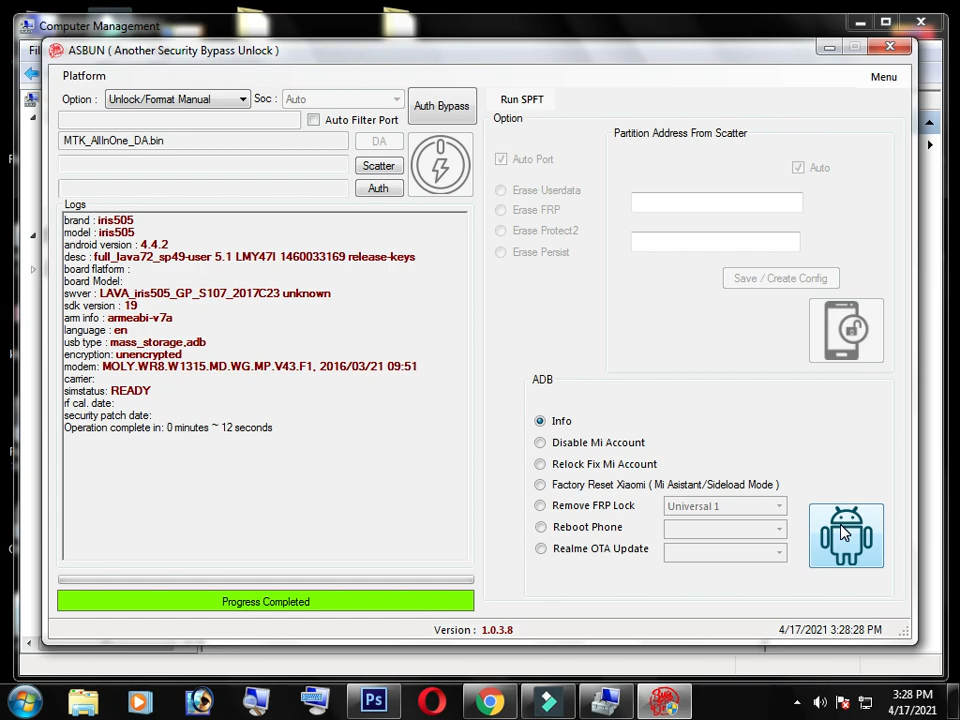 Computer Management
ASBUN ( Another Security Bypass Unlock )
Platform
Menu
Option :
Unlock/Format Manual
Soc :
Auto
Auth Bypass
Run SPFT
Auto Filter Port
Option
Partition Address From Scatter
MTK_AllInOne_DA.bin
DA
Auto Port
Auto
Scatter
Auth
Erase Userdata
Erase FRP
Erase Protect2
Erase Persist
Save / Create Config
Logs
brand : iris505
model : iris505
android version : 4.4.2
desc : full_lava72_sp49-user 5.1 LMY47I 1460033169 release-keys
board flatform :
board Model:
swver : LAVA_iris505_GP_S107_2017C23 unknown
sdk version : 19
arm info : armeabi-v7a
language : en
usb type : mass_storage,adb
encryption: unencrypted
modem: MOLY.WR8.W1315.MD.WG.MP.V43.F1, 2016/03/21 09:51
carrier:
simstatus: READY
rf cal. date:
security patch date:
Operation complete in: 0 minutes ~ 12 seconds
ADB
Info
Disable Mi Account
Relock Fix Mi Account
Factory Reset Xiaomi ( Mi Asistant/Sideload Mode )
Remove FRP Lock
Universal 1
Reboot Phone
Realme OTA Update
Progress Completed
Version : 1.0.3.8
4/17/2021 3:28:28 PM
Ps
3:28 PM
4/17/2021